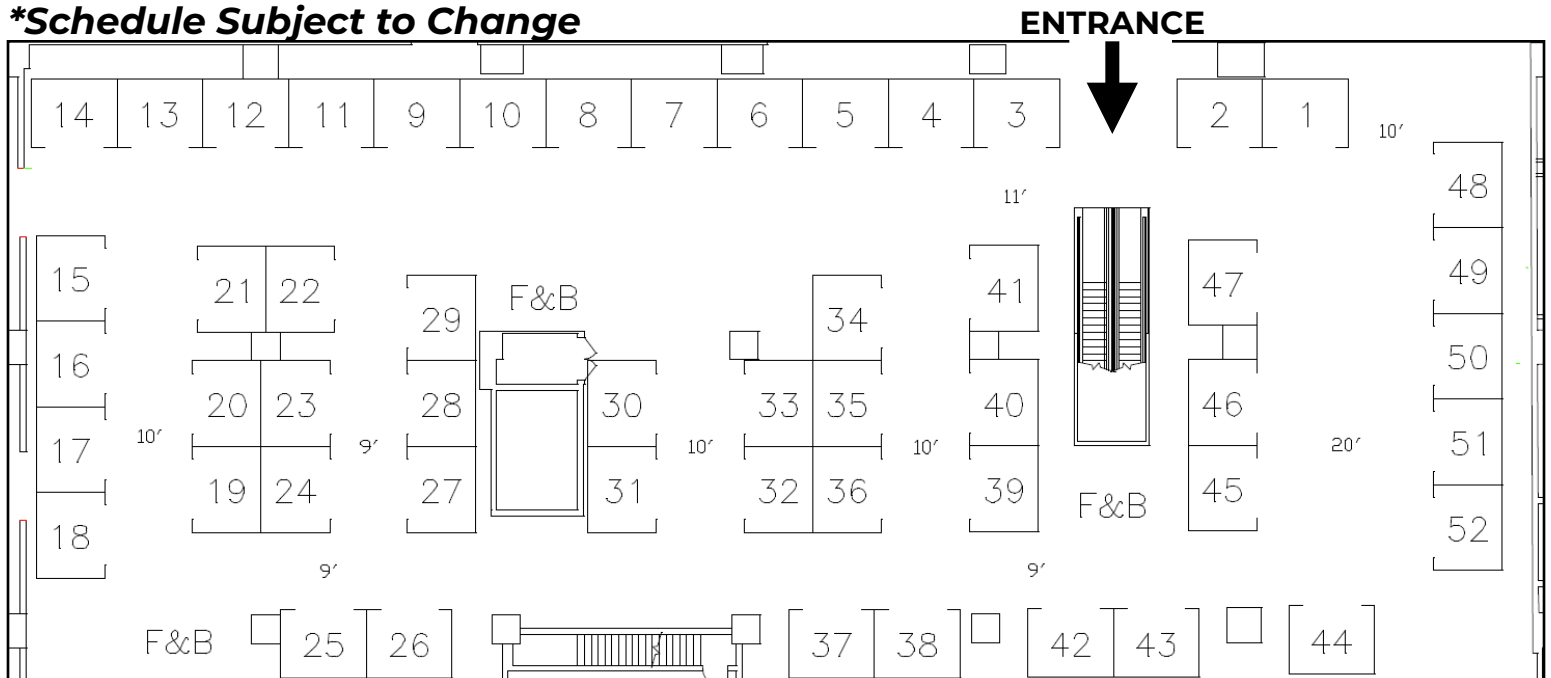 *Schedule Subject to Change
ENTRANCE
14 13 12 11 9 10 8 7 6 5 4 3 2 1
10′
48
11′
15 21 22 29 F&B 34 41 47 49
16 20 23 28 30 33 35 40 46 50
17 10′ 9′ 10′ 10′ 20′ 51
19 24 27 31 32 36 39 F&B 45
18 52
9′ 9′
F&B 25 26 37 38 42 43 44